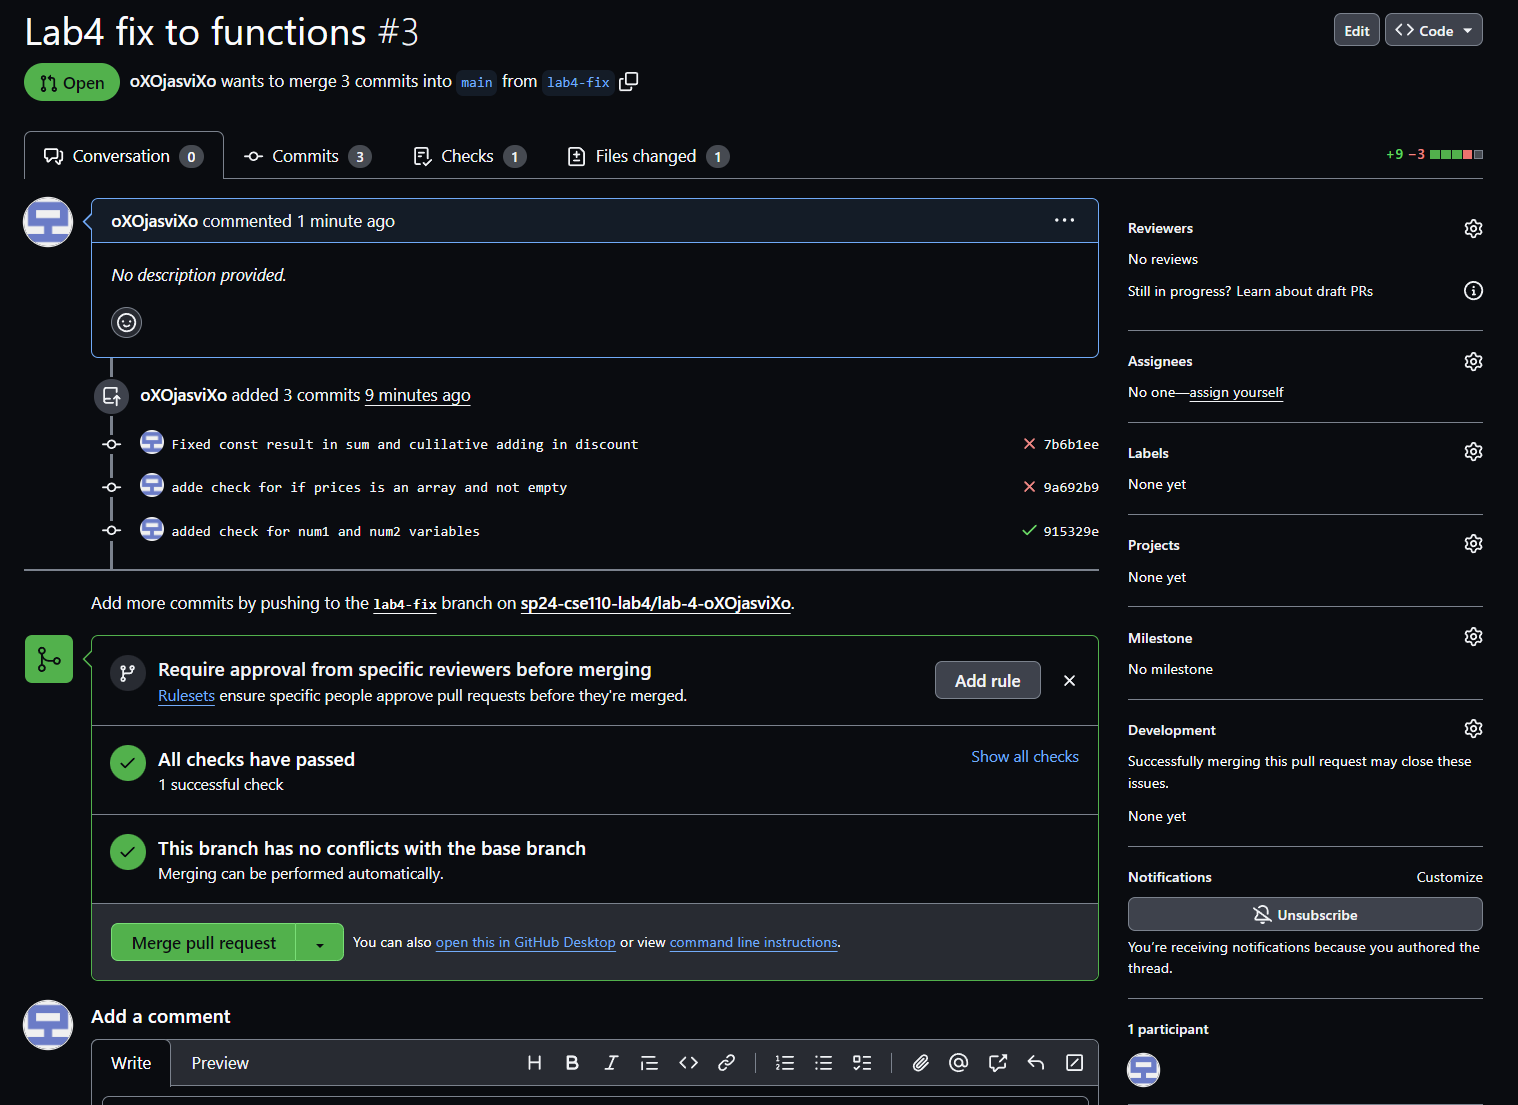 Lab4 fix to functions #3
Edit
Code
Open
oXOjasviXo wants to merge 3 commits into main from lab4-fix
Conversation 0
Commits 3
Checks 1
Files changed 1
+9 −3
oXOjasviXo commented 1 minute ago
No description provided.
oXOjasviXo added 3 commits 9 minutes ago
Fixed const result in sum and culilative adding in discount
7b6b1ee
adde check for if prices is an array and not empty
9a692b9
added check for num1 and num2 variables
915329e
Add more commits by pushing to the lab4-fix branch on sp24-cse110-lab4/lab-4-oXOjasviXo.
Require approval from specific reviewers before merging
Rulesets ensure specific people approve pull requests before they're merged.
Add rule
All checks have passed
1 successful check
Show all checks
This branch has no conflicts with the base branch
Merging can be performed automatically.
Merge pull request
You can also open this in GitHub Desktop or view command line instructions.
Add a comment
Write
Preview
Reviewers
No reviews
Still in progress? Learn about draft PRs
Assignees
No one—assign yourself
Labels
None yet
Projects
None yet
Milestone
No milestone
Development
Successfully merging this pull request may close these
issues.
None yet
Notifications
Customize
Unsubscribe
You're receiving notifications because you authored the
thread.
1 participant